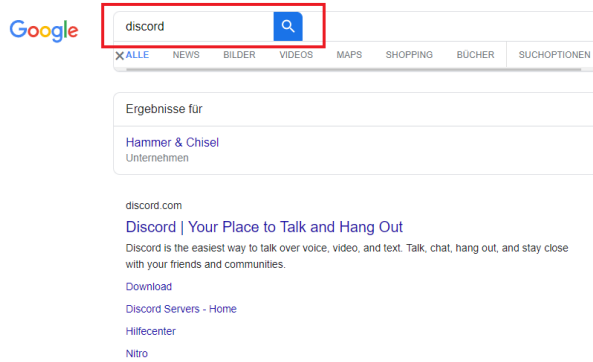 Google
discord
ALLE NEWS BILDER VIDEOS MAPS SHOPPING BÜCHER SUCHOPTIONEN
Ergebnisse für
Hammer & Chisel
Unternehmen
discord.com
Discord | Your Place to Talk and Hang Out
Discord is the easiest way to talk over voice, video, and text. Talk, chat, hang out, and stay close
with your friends and communities.
Download
Discord Servers - Home
Hilfecenter
Nitro